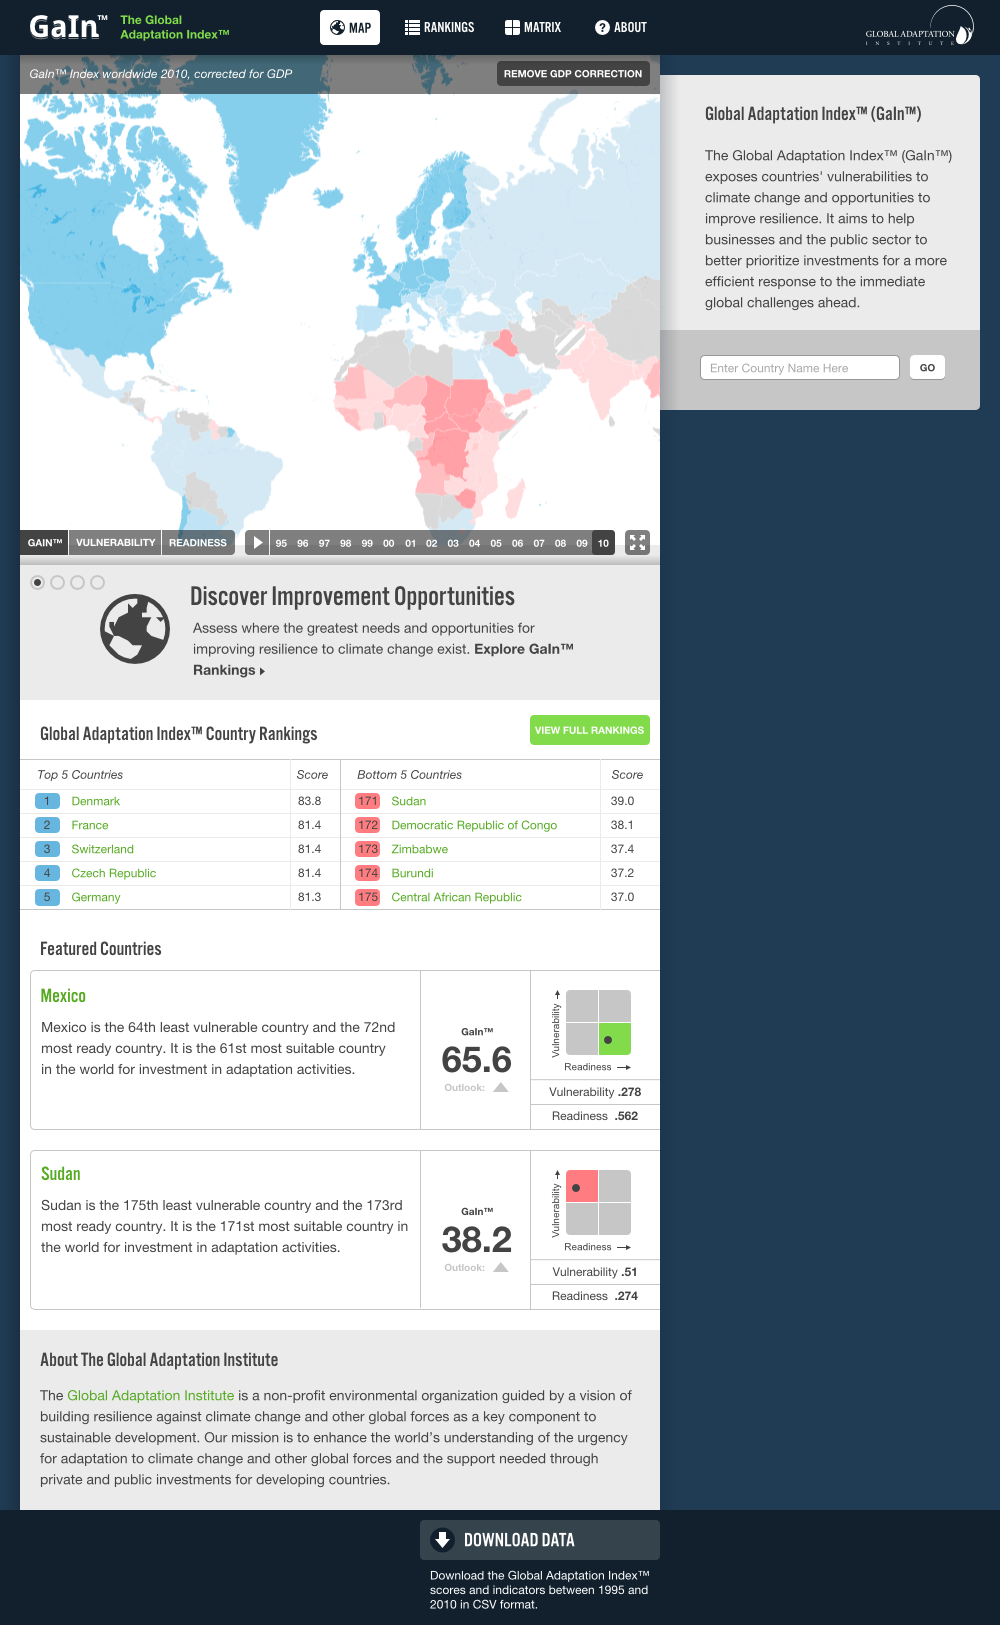 GaIn™
The Global
Adaptation Index™
MAP
RANKINGS
MATRIX
? ABOUT
GLOBAL ADAPTATION
INSTITUTE
GaIn™ Index worldwide 2010, corrected for GDP
REMOVE GDP CORRECTION
Global Adaptation Index™ (GaIn™)
The Global Adaptation Index™ (GaIn™)
exposes countries' vulnerabilities to
climate change and opportunities to
improve resilience. It aims to help
businesses and the public sector to
better prioritize investments for a more
efficient response to the immediate
global challenges ahead.
Enter Country Name Here
GO
GAIN™ VULNERABILITY READINESS
95 96 97 98 99 00 01 02 03 04 05 06 07 08 09 10
Discover Improvement Opportunities
Assess where the greatest needs and opportunities for
improving resilience to climate change exist. Explore GaIn™
Rankings
Global Adaptation Index™ Country Rankings
VIEW FULL RANKINGS
Top 5 Countries Score Bottom 5 Countries Score
1 Denmark 83.8 171 Sudan 39.0
2 France 81.4 172 Democratic Republic of Congo 38.1
3 Switzerland 81.4 173 Zimbabwe 37.4
4 Czech Republic 81.4 174 Burundi 37.2
5 Germany 81.3 175 Central African Republic 37.0
Featured Countries
Mexico
Mexico is the 64th least vulnerable country and the 72nd
most ready country. It is the 61st most suitable country
in the world for investment in adaptation activities.
GaIn™
65.6
Outlook:
Vulnerability
Readiness
Vulnerability .278
Readiness .562
Sudan
Sudan is the 175th least vulnerable country and the 173rd
most ready country. It is the 171st most suitable country in
the world for investment in adaptation activities.
GaIn™
38.2
Outlook:
Vulnerability
Readiness
Vulnerability .51
Readiness .274
About The Global Adaptation Institute
The Global Adaptation Institute is a non-profit environmental organization guided by a vision of
building resilience against climate change and other global forces as a key component to
sustainable development. Our mission is to enhance the world's understanding of the urgency
for adaptation to climate change and other global forces and the support needed through
private and public investments for developing countries.
DOWNLOAD DATA
Download the Global Adaptation Index™
scores and indicators between 1995 and
2010 in CSV format.